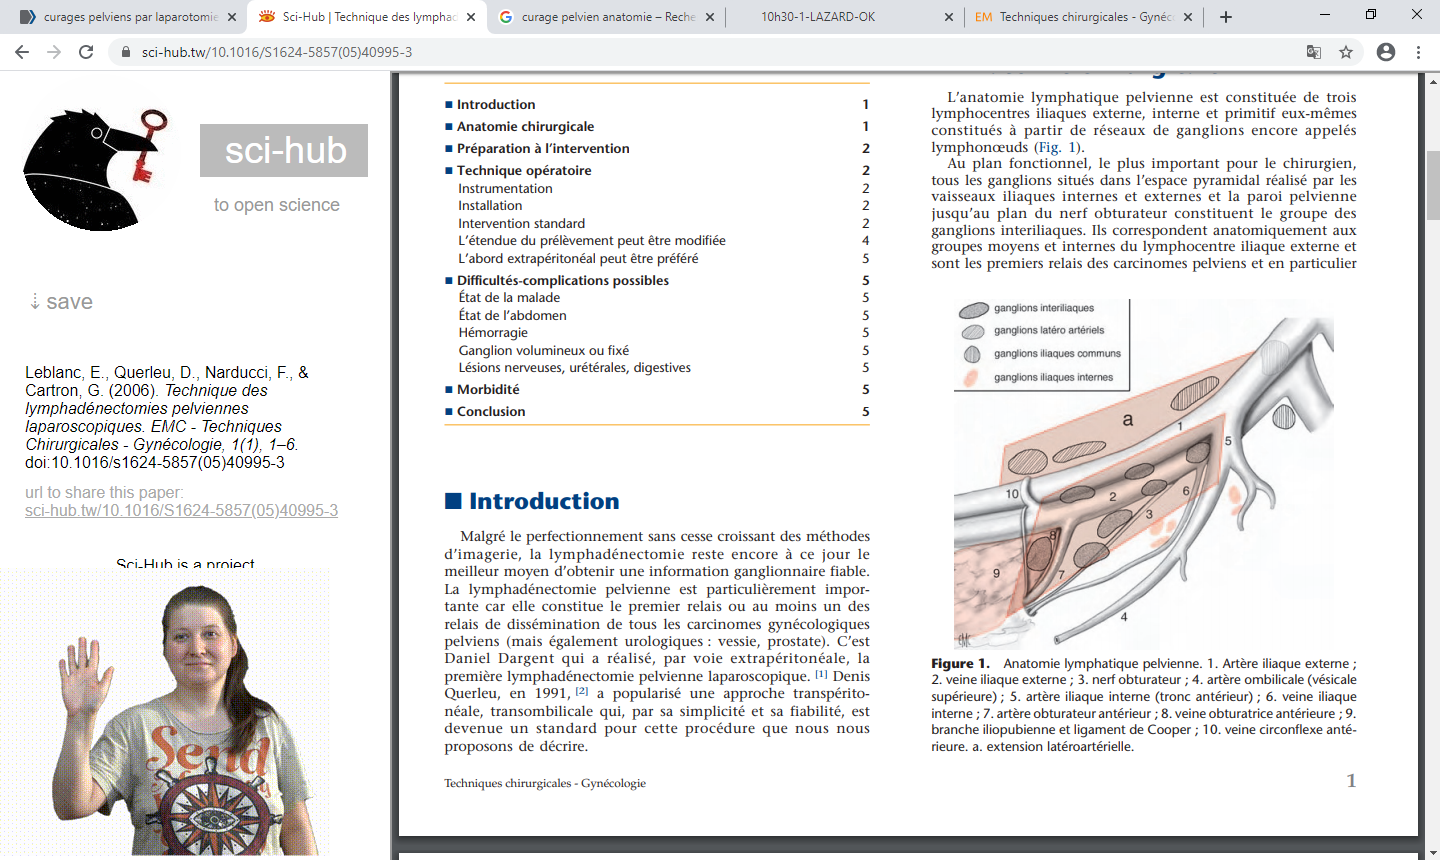 curages pelviens par laparotomie
Sci-Hub | Technique des lymphad
curage pelvien anatomie – Reche
10h30-1-LAZARD-OK
EM Techniques chirurgicales - Gynéc
sci-hub.tw/10.1016/S1624-5857(05)40995-3
sci-hub
to open science
⇣ save
Leblanc, E., Querleu, D., Narducci, F., &
Cartron, G. (2006). Technique des
lymphadénectomies pelviennes
laparoscopiques. EMC - Techniques
Chirurgicales - Gynécologie, 1(1), 1–6.
doi:10.1016/s1624-5857(05)40995-3
url to share this paper:
sci-hub.tw/10.1016/S1624-5857(05)40995-3
Sci-Hub is a project
Send
■ Introduction 1
■ Anatomie chirurgicale 1
■ Préparation à l’intervention 2
■ Technique opératoire 2
Instrumentation 2
Installation 2
Intervention standard 2
L’étendue du prélèvement peut être modifiée 4
L’abord extrapéritonéal peut être préféré 5
■ Difficultés-complications possibles 5
État de la malade 5
État de l’abdomen 5
Hémorragie 5
Ganglion volumineux ou fixé 5
Lésions nerveuses, urétérales, digestives 5
■ Morbidité 5
■ Conclusion 5
■ Introduction
Malgré le perfectionnement sans cesse croissant des méthodes
d’imagerie, la lymphadénectomie reste encore à ce jour le
meilleur moyen d’obtenir une information ganglionnaire fiable.
La lymphadénectomie pelvienne est particulièrement impor-
tante car elle constitue le premier relais ou au moins un des
relais de dissémination de tous les carcinomes gynécologiques
pelviens (mais également urologiques : vessie, prostate). C’est
Daniel Dargent qui a réalisé, par voie extrapéritonéale, la
première lymphadénectomie pelvienne laparoscopique. [1] Denis
Querleu, en 1991, [2] a popularisé une approche transpérito-
néale, transombilicale qui, par sa simplicité et sa fiabilité, est
devenue un standard pour cette procédure que nous nous
proposons de décrire.
Techniques chirurgicales - Gynécologie
L’anatomie lymphatique pelvienne est constituée de trois
lymphocentres iliaques externe, interne et primitif eux-mêmes
constitués à partir de réseaux de ganglions encore appelés
lymphonœuds (Fig. 1).
Au plan fonctionnel, le plus important pour le chirurgien,
tous les ganglions situés dans l’espace pyramidal réalisé par les
vaisseaux iliaques internes et externes et la paroi pelvienne
jusqu’au plan du nerf obturateur constituent le groupe des
ganglions interiliaques. Ils correspondent anatomiquement aux
groupes moyens et internes du lymphocentre iliaque externe et
sont les premiers relais des carcinomes pelviens et en particulier
ganglions interiliaques
ganglions latéro artériels
ganglions iliaques communs
ganglions iliaques internes
a
1
5
10
2
6
3
8
9
7
4
Figure 1. Anatomie lymphatique pelvienne. 1. Artère iliaque externe ;
2. veine iliaque externe ; 3. nerf obturateur ; 4. artère ombilicale (vésicale
supérieure) ; 5. artère iliaque interne (tronc antérieur) ; 6. veine iliaque
interne ; 7. artère obturateur antérieur ; 8. veine obturatrice antérieure ; 9.
branche iliopubienne et ligament de Cooper ; 10. veine circonflexe anté-
rieure. a. extension latéroartérielle.
1